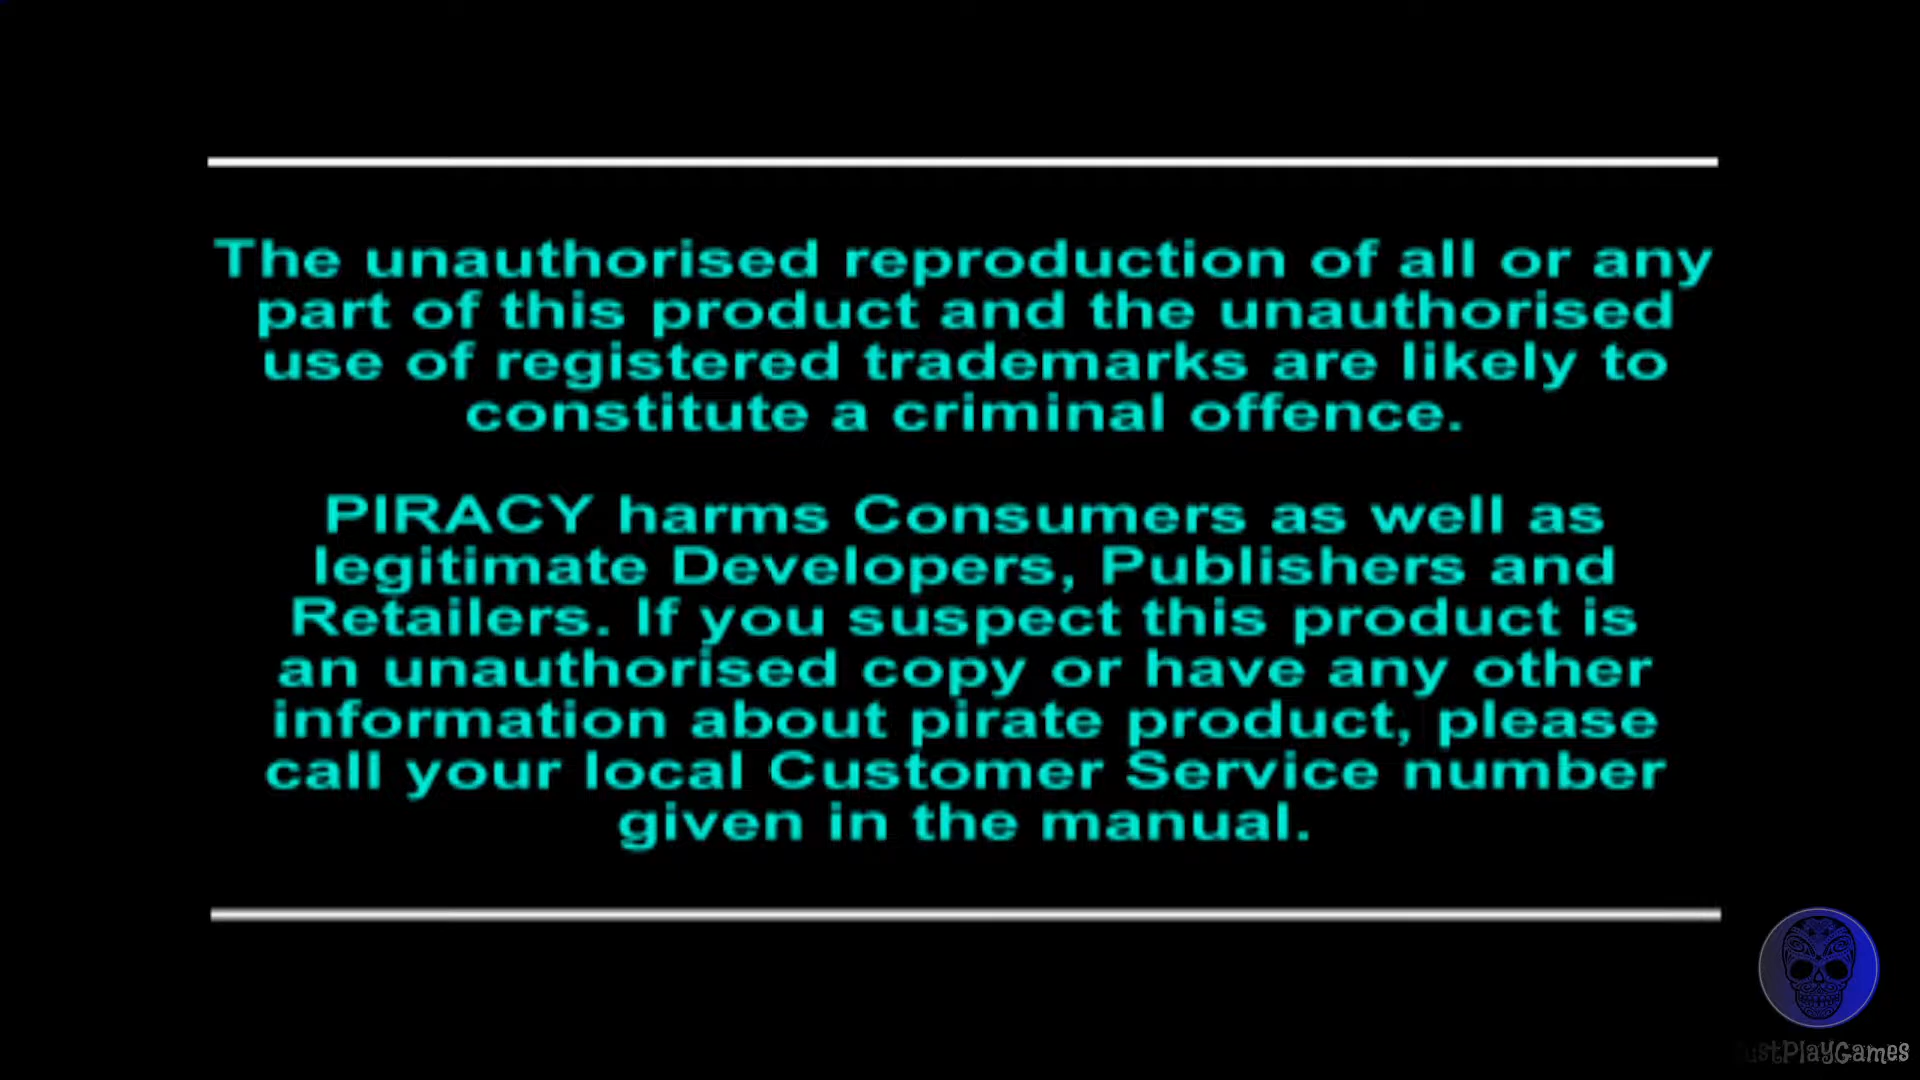 The unauthorised reproduction of all or any
part of this product and the unauthorised
use of registered trademarks are likely to
constitute a criminal offence.
PIRACY harms Consumers as well as
legitimate Developers, Publishers and
Retailers. If you suspect this product is
an unauthorised copy or have any other
information about pirate product, please
call your local Customer Service number
given in the manual.
JustPlayGames